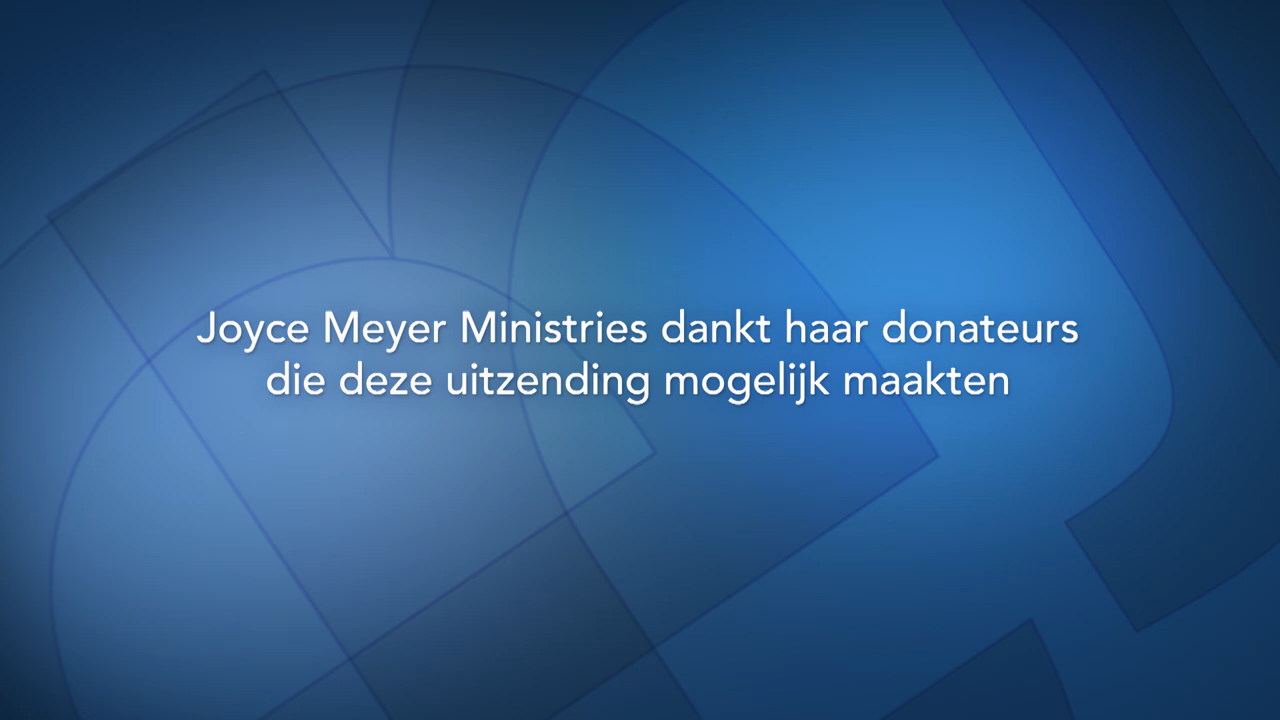 Joyce Meyer Ministries dankt haar donateurs
die deze uitzending mogelijk maakten